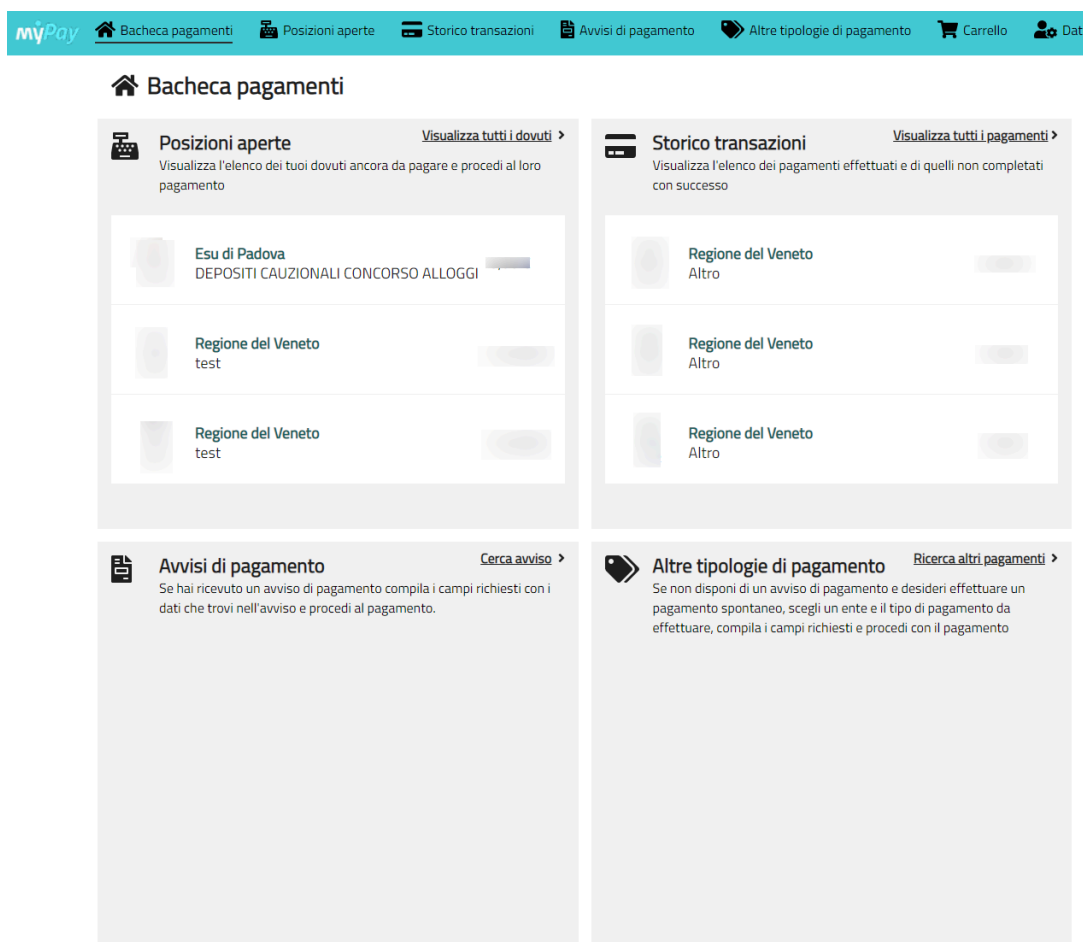 mẏPay Bacheca pagamenti Posizioni aperte Storico transazioni Avvisi di pagamento Altre tipologie di pagamento Carrello Dat
Bacheca pagamenti
Posizioni aperte
Visualizza tutti i dovuti
Visualizza l'elenco dei tuoi dovuti ancora da pagare e procedi al loro
pagamento
Esu di Padova
DEPOSITI CAUZIONALI CONCORSO ALLOGGI
Regione del Veneto
test
Regione del Veneto
test
Storico transazioni
Visualizza tutti i pagamenti
Visualizza l'elenco dei pagamenti effettuati e di quelli non completati
con successo
Regione del Veneto
Altro
Regione del Veneto
Altro
Regione del Veneto
Altro
Avvisi di pagamento
Cerca avviso
Se hai ricevuto un avviso di pagamento compila i campi richiesti con i
dati che trovi nell'avviso e procedi al pagamento.
Altre tipologie di pagamento
Ricerca altri pagamenti
Se non disponi di un avviso di pagamento e desideri effettuare un
pagamento spontaneo, scegli un ente e il tipo di pagamento da
effettuare, compila i campi richiesti e procedi con il pagamento